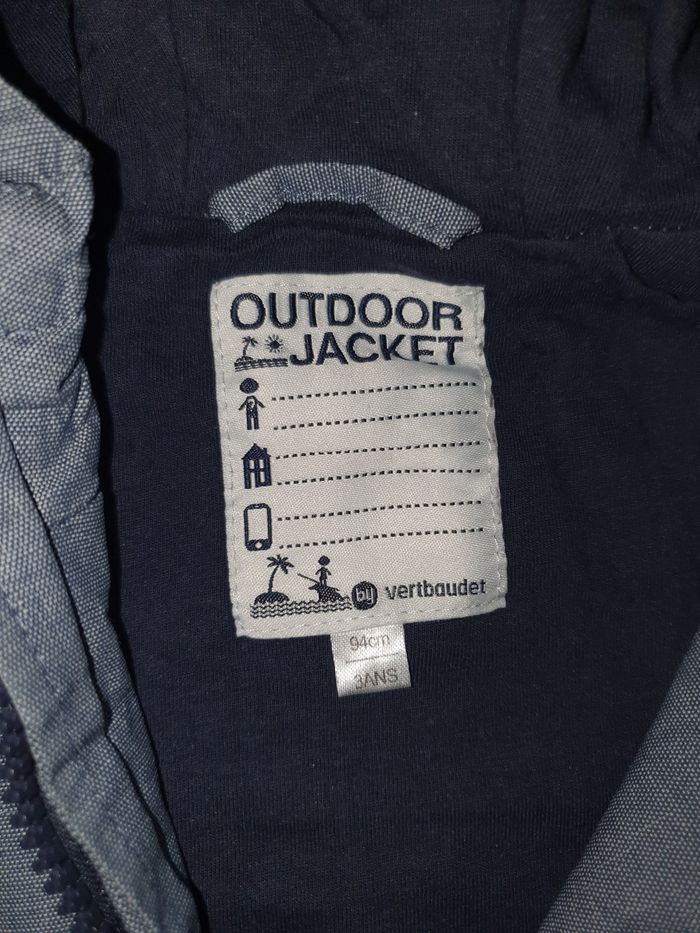 OUTDOOR
JACKET
by vertbaudet
94cm
3ANS